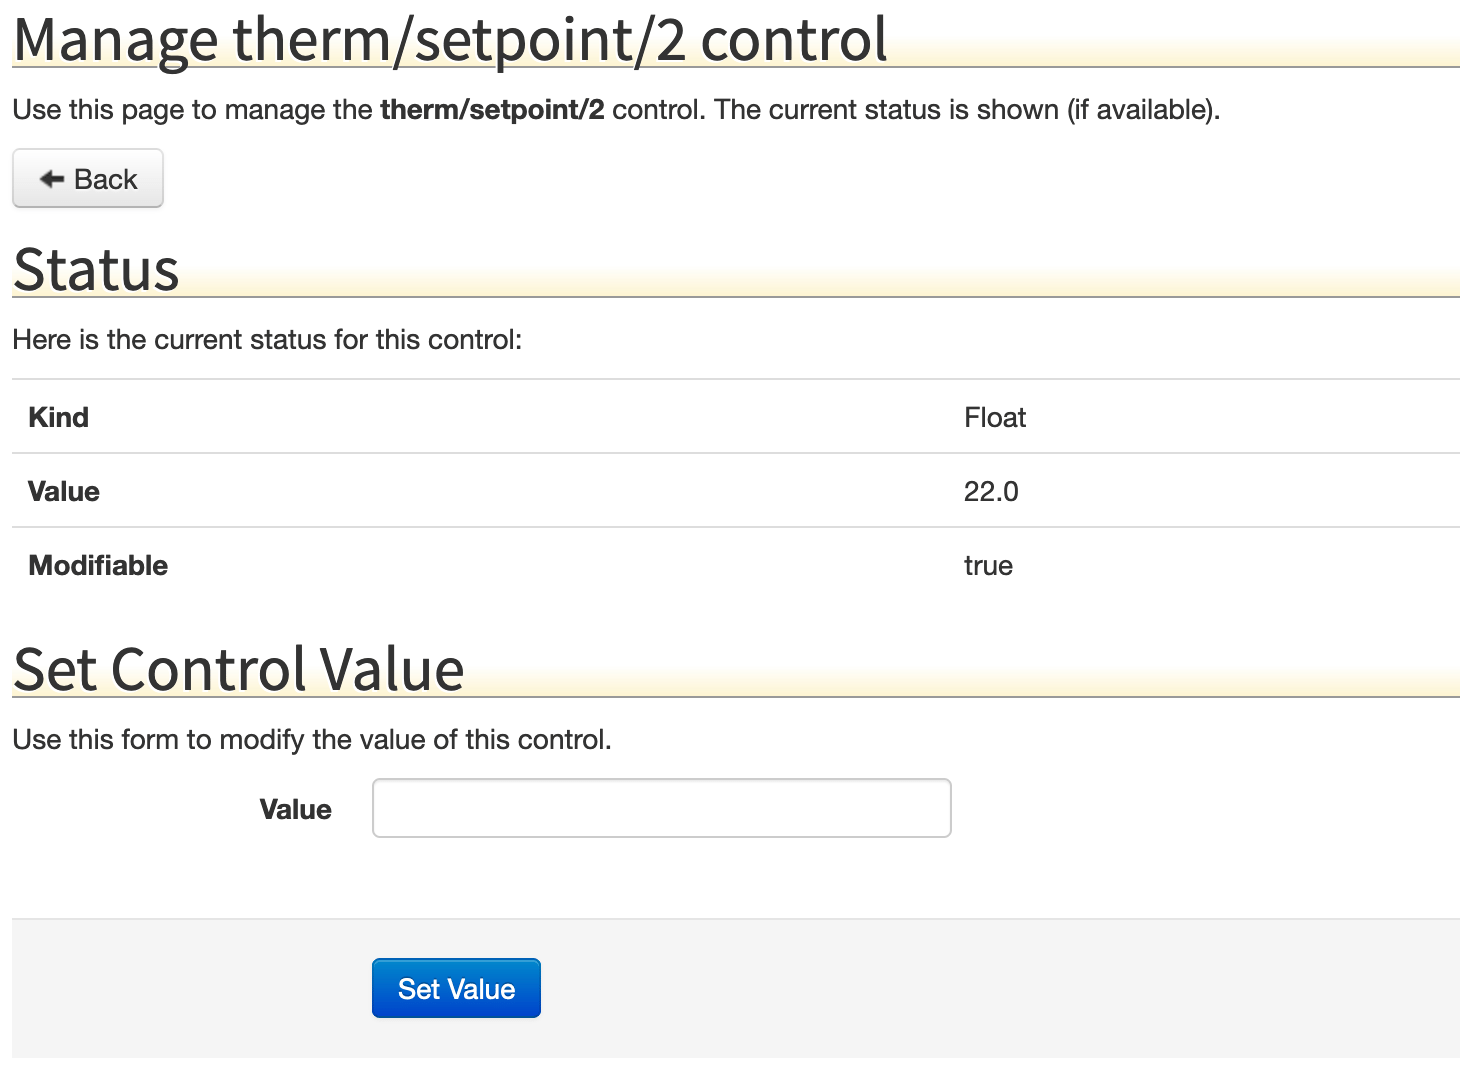 Manage therm/setpoint/2 control
Use this page to manage the therm/setpoint/2 control. The current status is shown (if available).
Back
Status
Here is the current status for this control:
Kind Float
Value 22.0
Modifiable true
Set Control Value
Use this form to modify the value of this control.
Value
Set Value